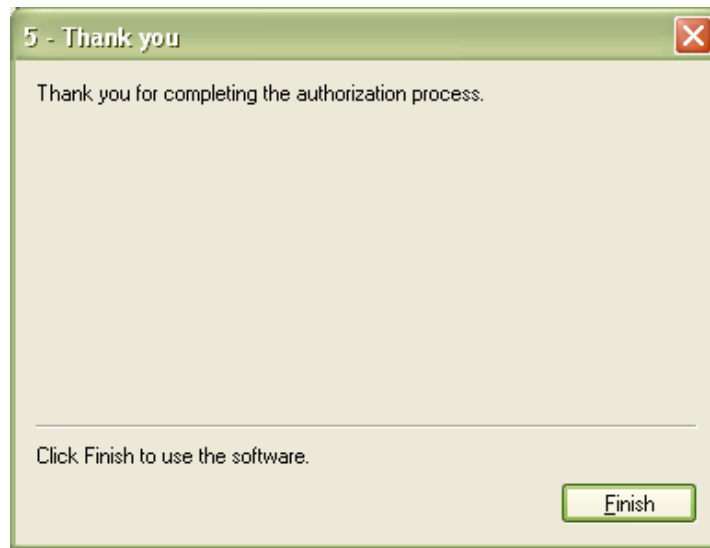 5 - Thank you
Thank you for completing the authorization process.
Click Finish to use the software.
Finish